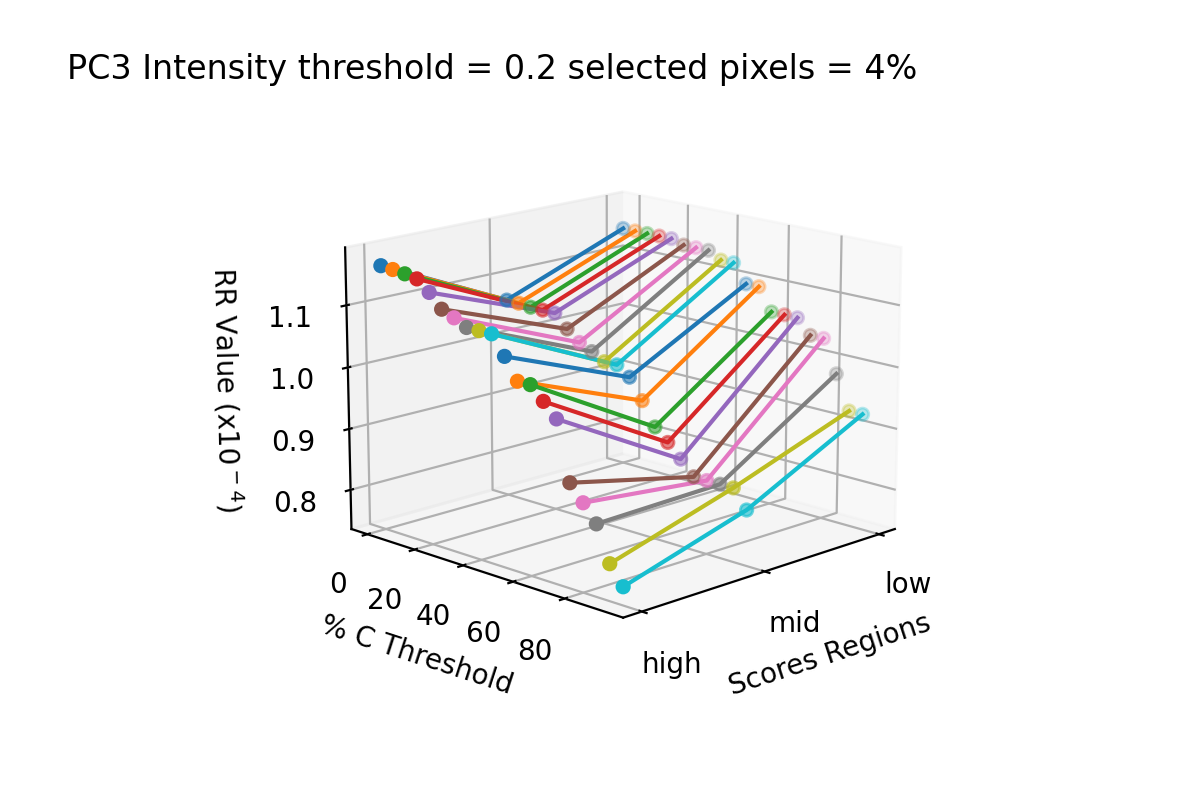 PC3 Intensity threshold = 0.2 selected pixels = 4%
RR Value (x10⁻⁴)
1.1
1.0
0.9
0.8
0
20
40
60
80
% C Threshold
high
mid
low
Scores Regions